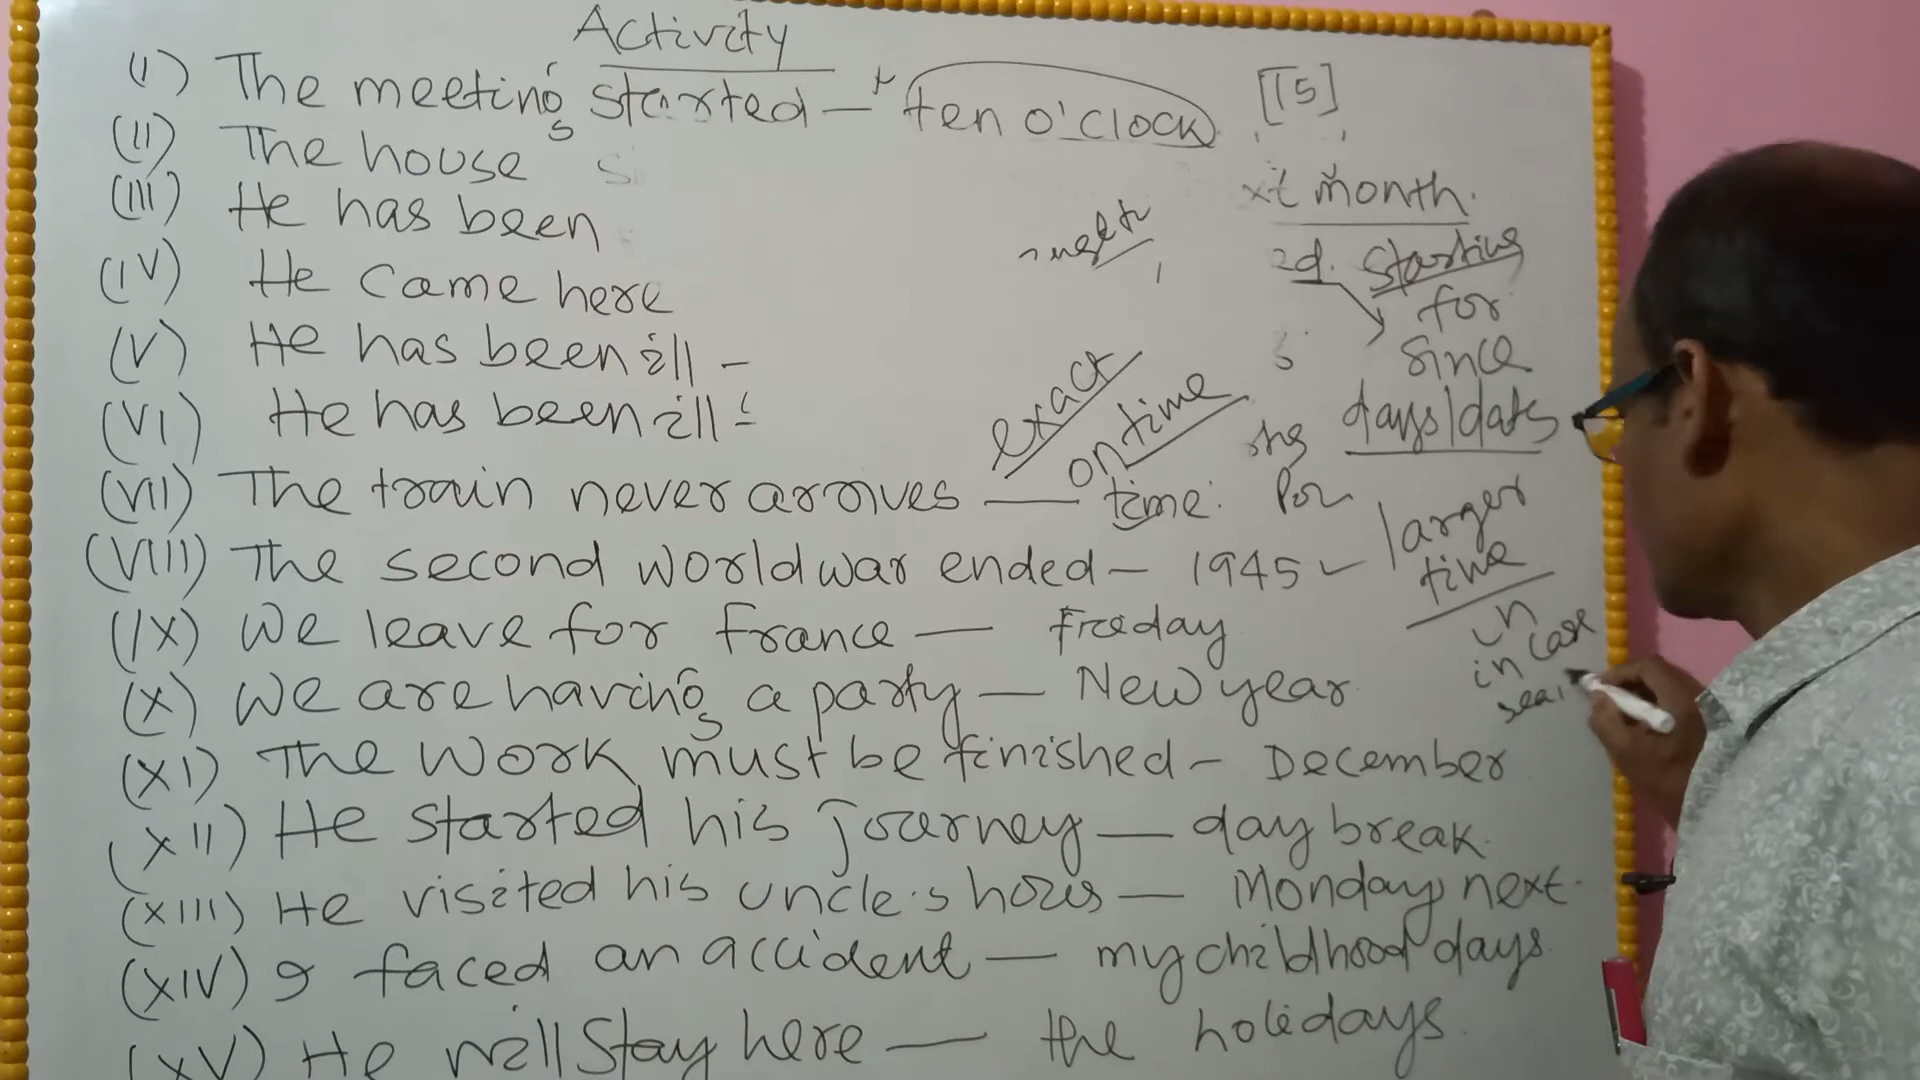 Activity
(I) The meeting started — ten o'clock. [15]
(II) The house
(III) He has been
(IV) He came here
(V) He has been ill -
(VI) He has been ill -
(VII) The train never arrives — time.
(VIII) The second world war ended - 1945 -
(IX) We leave for France — Freeday
(X) We are having a party — New year
(XI) The work must be finished - December
(XII) He started his journey — day break.
(XIII) He visited his uncle's hous — Monday next.
(XIV) I faced an accident — my childhood days.
(XV) He will stay here — the holidays.
exact
on time
month.
Starting
for
Since
days/dats
larger
time
in
in case